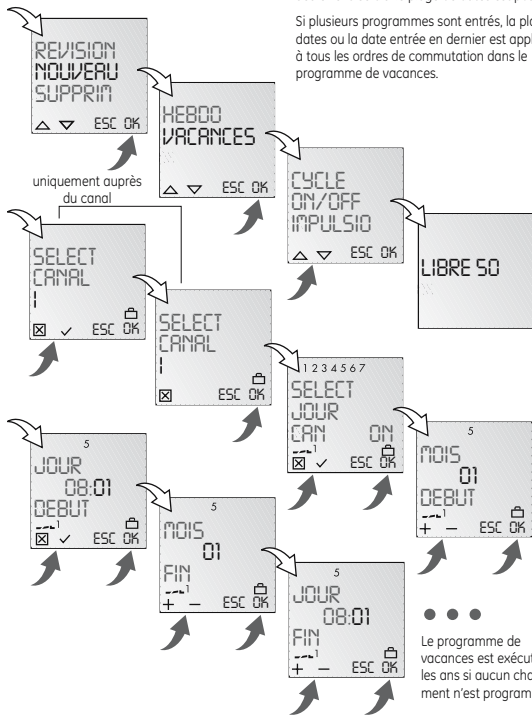 Si plusieurs programmes sont entrés, la
dates ou la date entrée en dernier est
à tous les ordres de commutation dans le
programme de vacances.
REVISION
NOUVEAU
SUPPRIM
ESC OK
HEBDO
VACANCES
ESC OK
CYCLE
ON/OFF
IMPULSIO
ESC OK
LIBRE 50
uniquement auprès
du canal
SELECT
CANAL
1
ESC OK
SELECT
CANAL
1
ESC OK
1 2 3 4 5 6 7
SELECT
JOUR
CAN ON
1
ESC OK
5
MOIS
01
DEBUT
1
+ − ESC OK
5
JOUR
08:01
DEBUT
1
ESC OK
5
MOIS
01
FIN
1
+ − ESC OK
5
JOUR
08:01
FIN
1
+ − ESC OK
Le programme de
vacances est
les ans si aucun
ment n'est